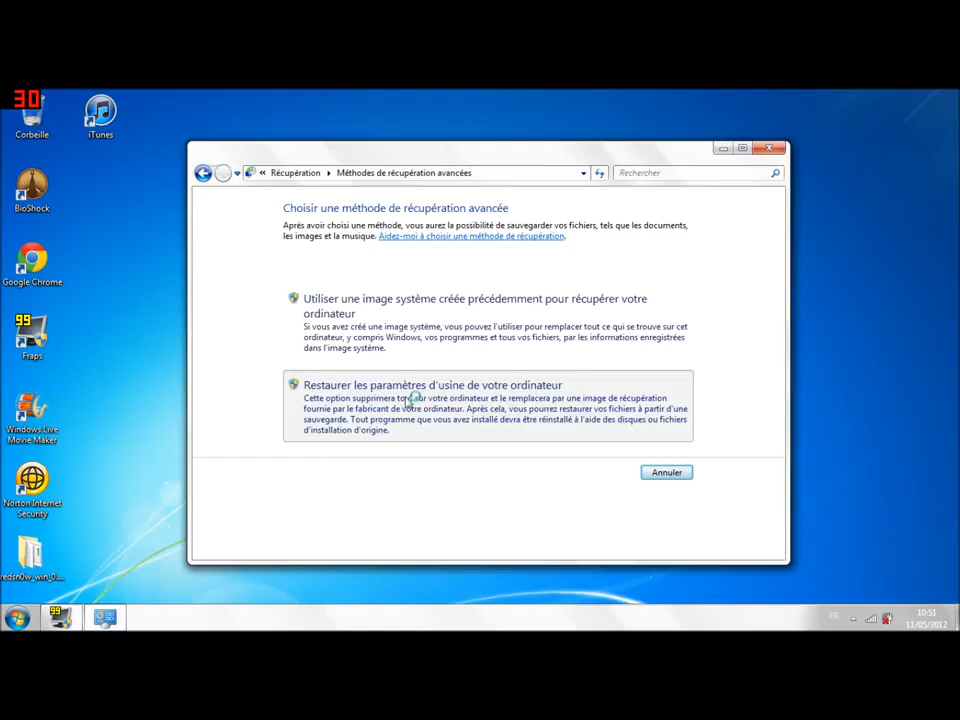 30
Corbeille
iTunes
« Récupération ▸ Méthodes de récupération avancées
Rechercher
BioShock
Choisir une méthode de récupération avancée
Après avoir choisi une méthode, vous aurez la possibilité de sauvegarder vos fichiers, tels que les documents,
les images et la musique. Aidez-moi à choisir une méthode de récupération.
Google Chrome
Utiliser une image système créée précédemment pour récupérer votre
ordinateur
Si vous avez créé une image système, vous pouvez l'utiliser pour remplacer tout ce qui se trouve sur cet
ordinateur, y compris Windows, vos programmes et tous vos fichiers, par les informations enregistrées
dans l'image système.
99
Fraps
Restaurer les paramètres d'usine de votre ordinateur
Cette option supprimera votre ordinateur et le remplacera par une image de récupération
fournie par le fabricant de votre ordinateur. Après cela, vous pourrez restaurer vos fichiers à partir d'une
sauvegarde. Tout programme que vous avez installé devra être réinstallé à l'aide des disques ou fichiers
d'installation d'origine.
Windows Live
Movie Maker
Annuler
Norton Internet
Security
redsn0w_win_0....
99
FR
10:51
11/05/2012